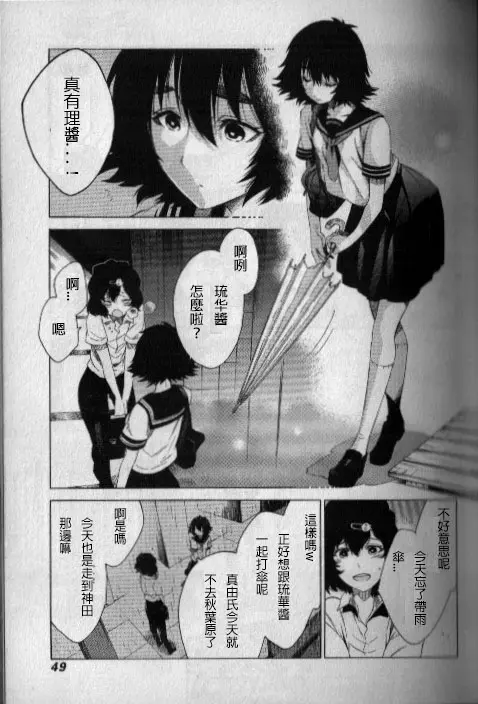 真有理醬
...
啊咧
琉华醬
怎麼啦？
啊...
嗯
不好意思呢
今天忘了帶雨
傘...
這樣嗎w
正好想跟琉華醬
一起打傘呢
真由氏今天就
不去秋葉原了
啊是嗎
今天也是走到神田
那邊嘛
49